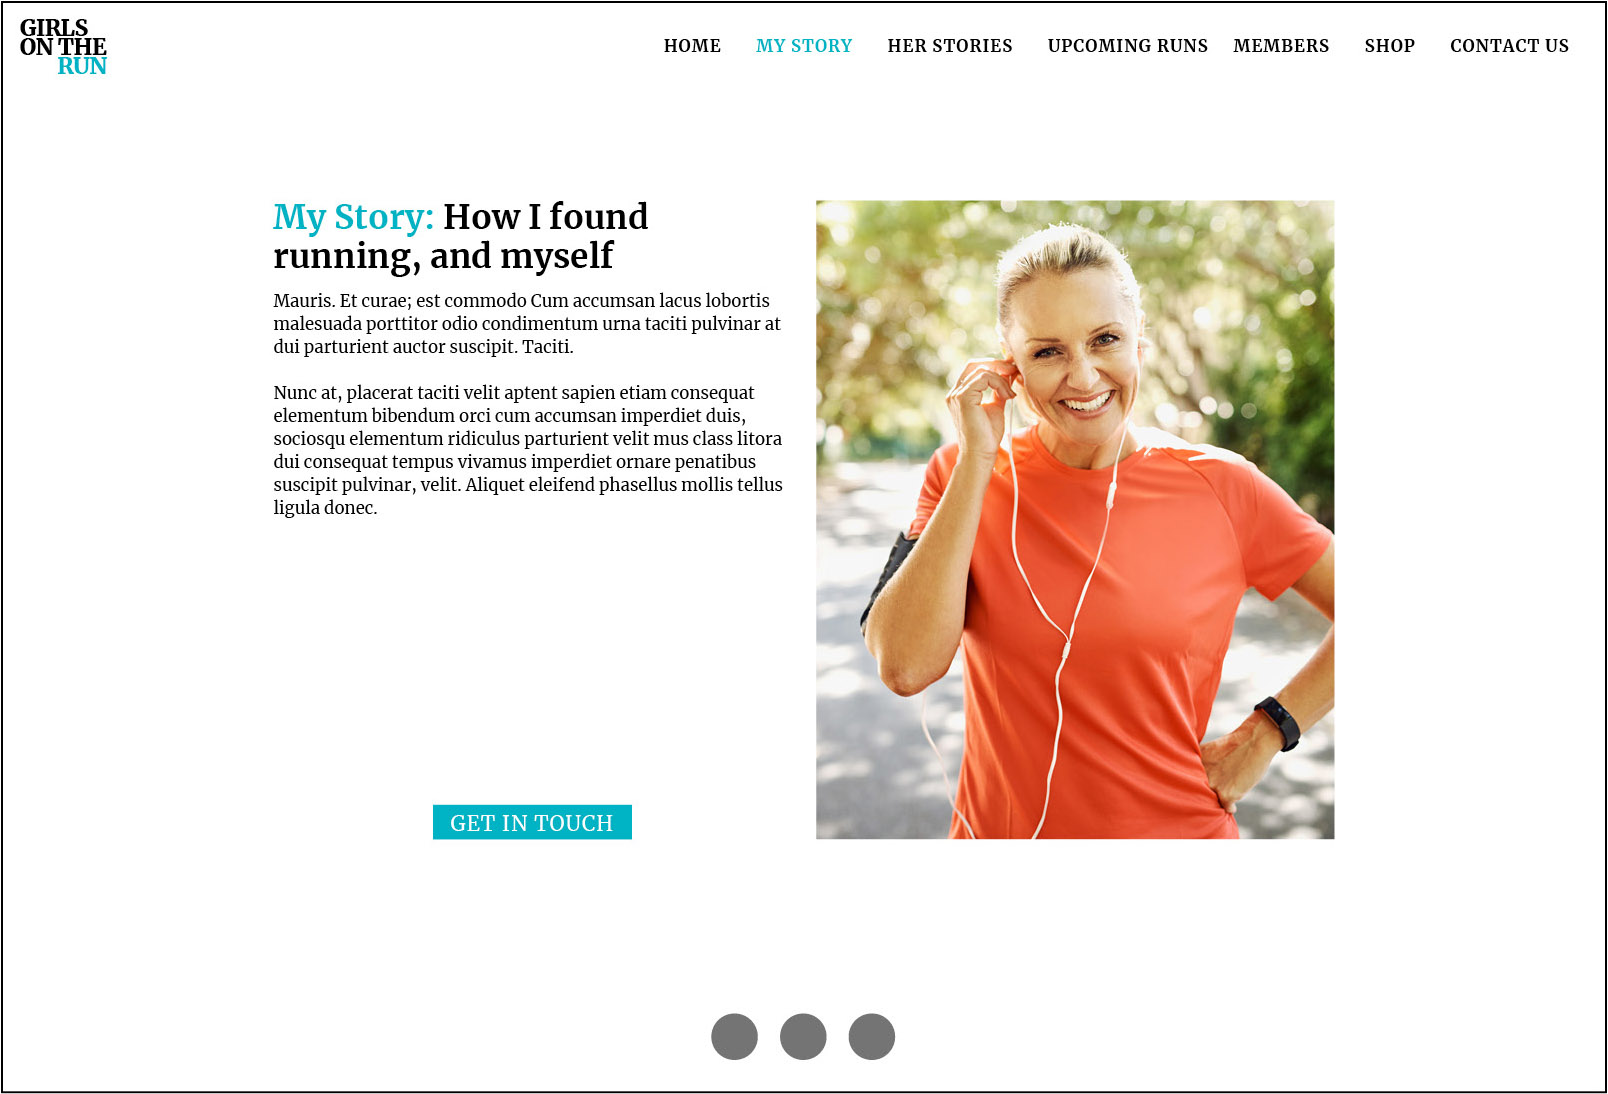 GIRLS
ON THE
RUN
HOME MY STORY HER STORIES UPCOMING RUNS MEMBERS SHOP CONTACT US
My Story: How I found
running, and myself
Mauris. Et curae; est commodo Cum accumsan lacus lobortis
malesuada porttitor odio condimentum urna taciti pulvinar at
dui parturient auctor suscipit. Taciti.
Nunc at, placerat taciti velit aptent sapien etiam consequat
elementum bibendum orci cum accumsan imperdiet duis,
sociosqu elementum ridiculus parturient velit mus class litora
dui consequat tempus vivamus imperdiet ornare penatibus
suscipit pulvinar, velit. Aliquet eleifend phasellus mollis tellus
ligula donec.
GET IN TOUCH